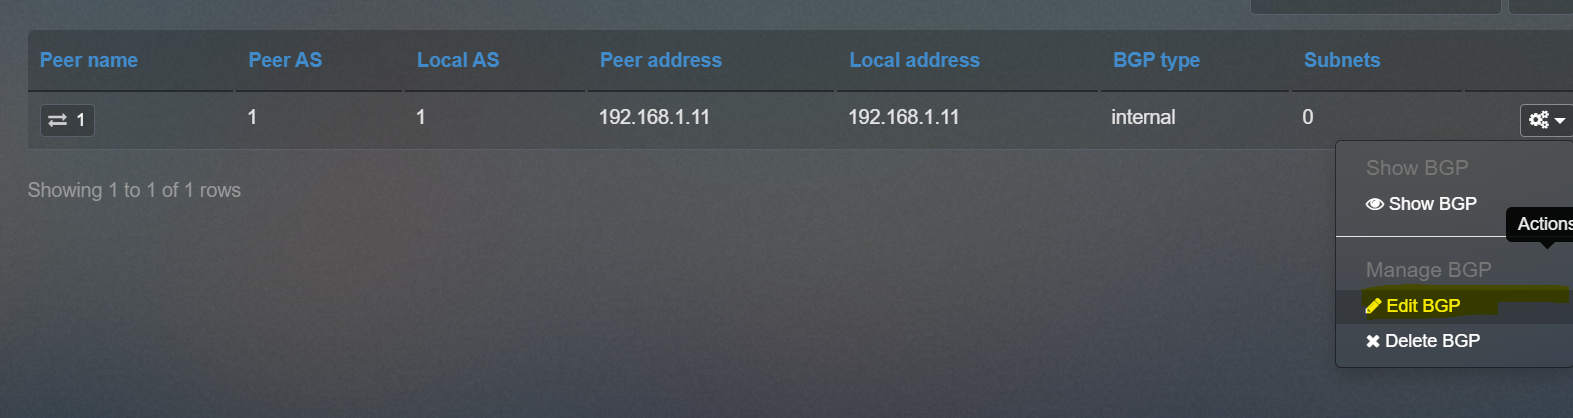 Peer name Peer AS Local AS Peer address Local address BGP type Subnets
1 1 1 192.168.1.11 192.168.1.11 internal 0
Showing 1 to 1 of 1 rows
Show BGP
Show BGP
Actions
Manage BGP
Edit BGP
Delete BGP